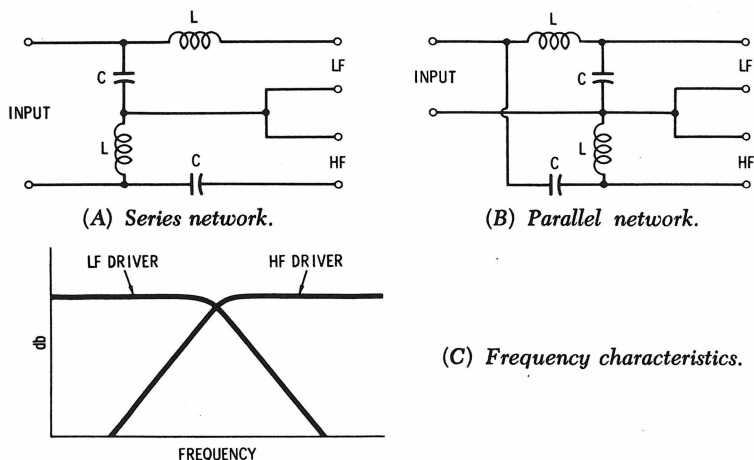 L
LF
C
INPUT
L
C
HF
(A) Series network.
L
LF
C
INPUT
L
C
HF
(B) Parallel network.
LF DRIVER
HF DRIVER
db
FREQUENCY
(C) Frequency characteristics.